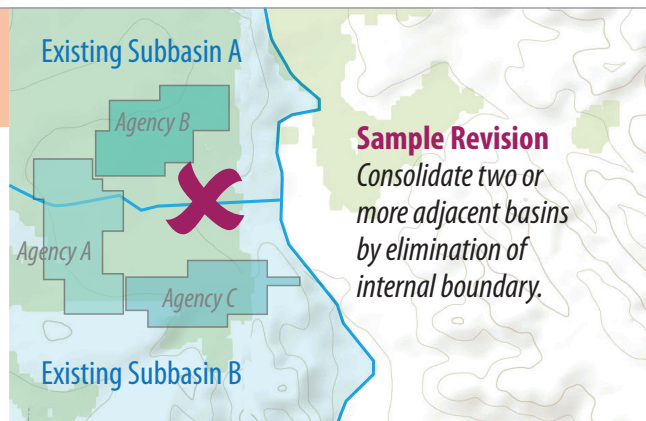 Existing Subbasin A
Agency B
Sample Revision
Consolidate two or
more adjacent basins
by elimination of
internal boundary.
Agency A
Agency C
Existing Subbasin B